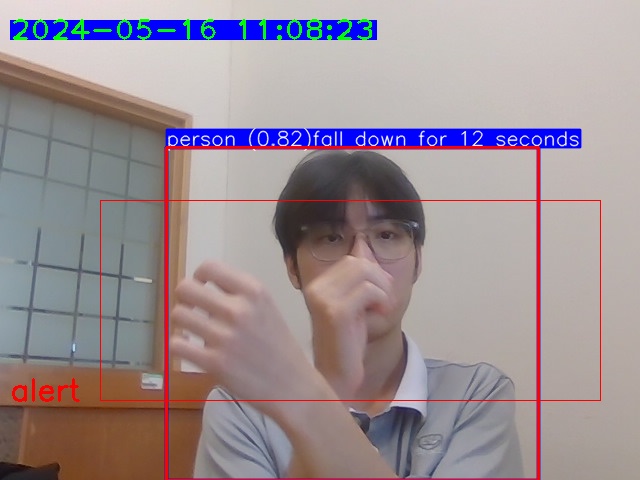 2024-05-16 11:08:23
person (0.82)fall down for 12 seconds
alert